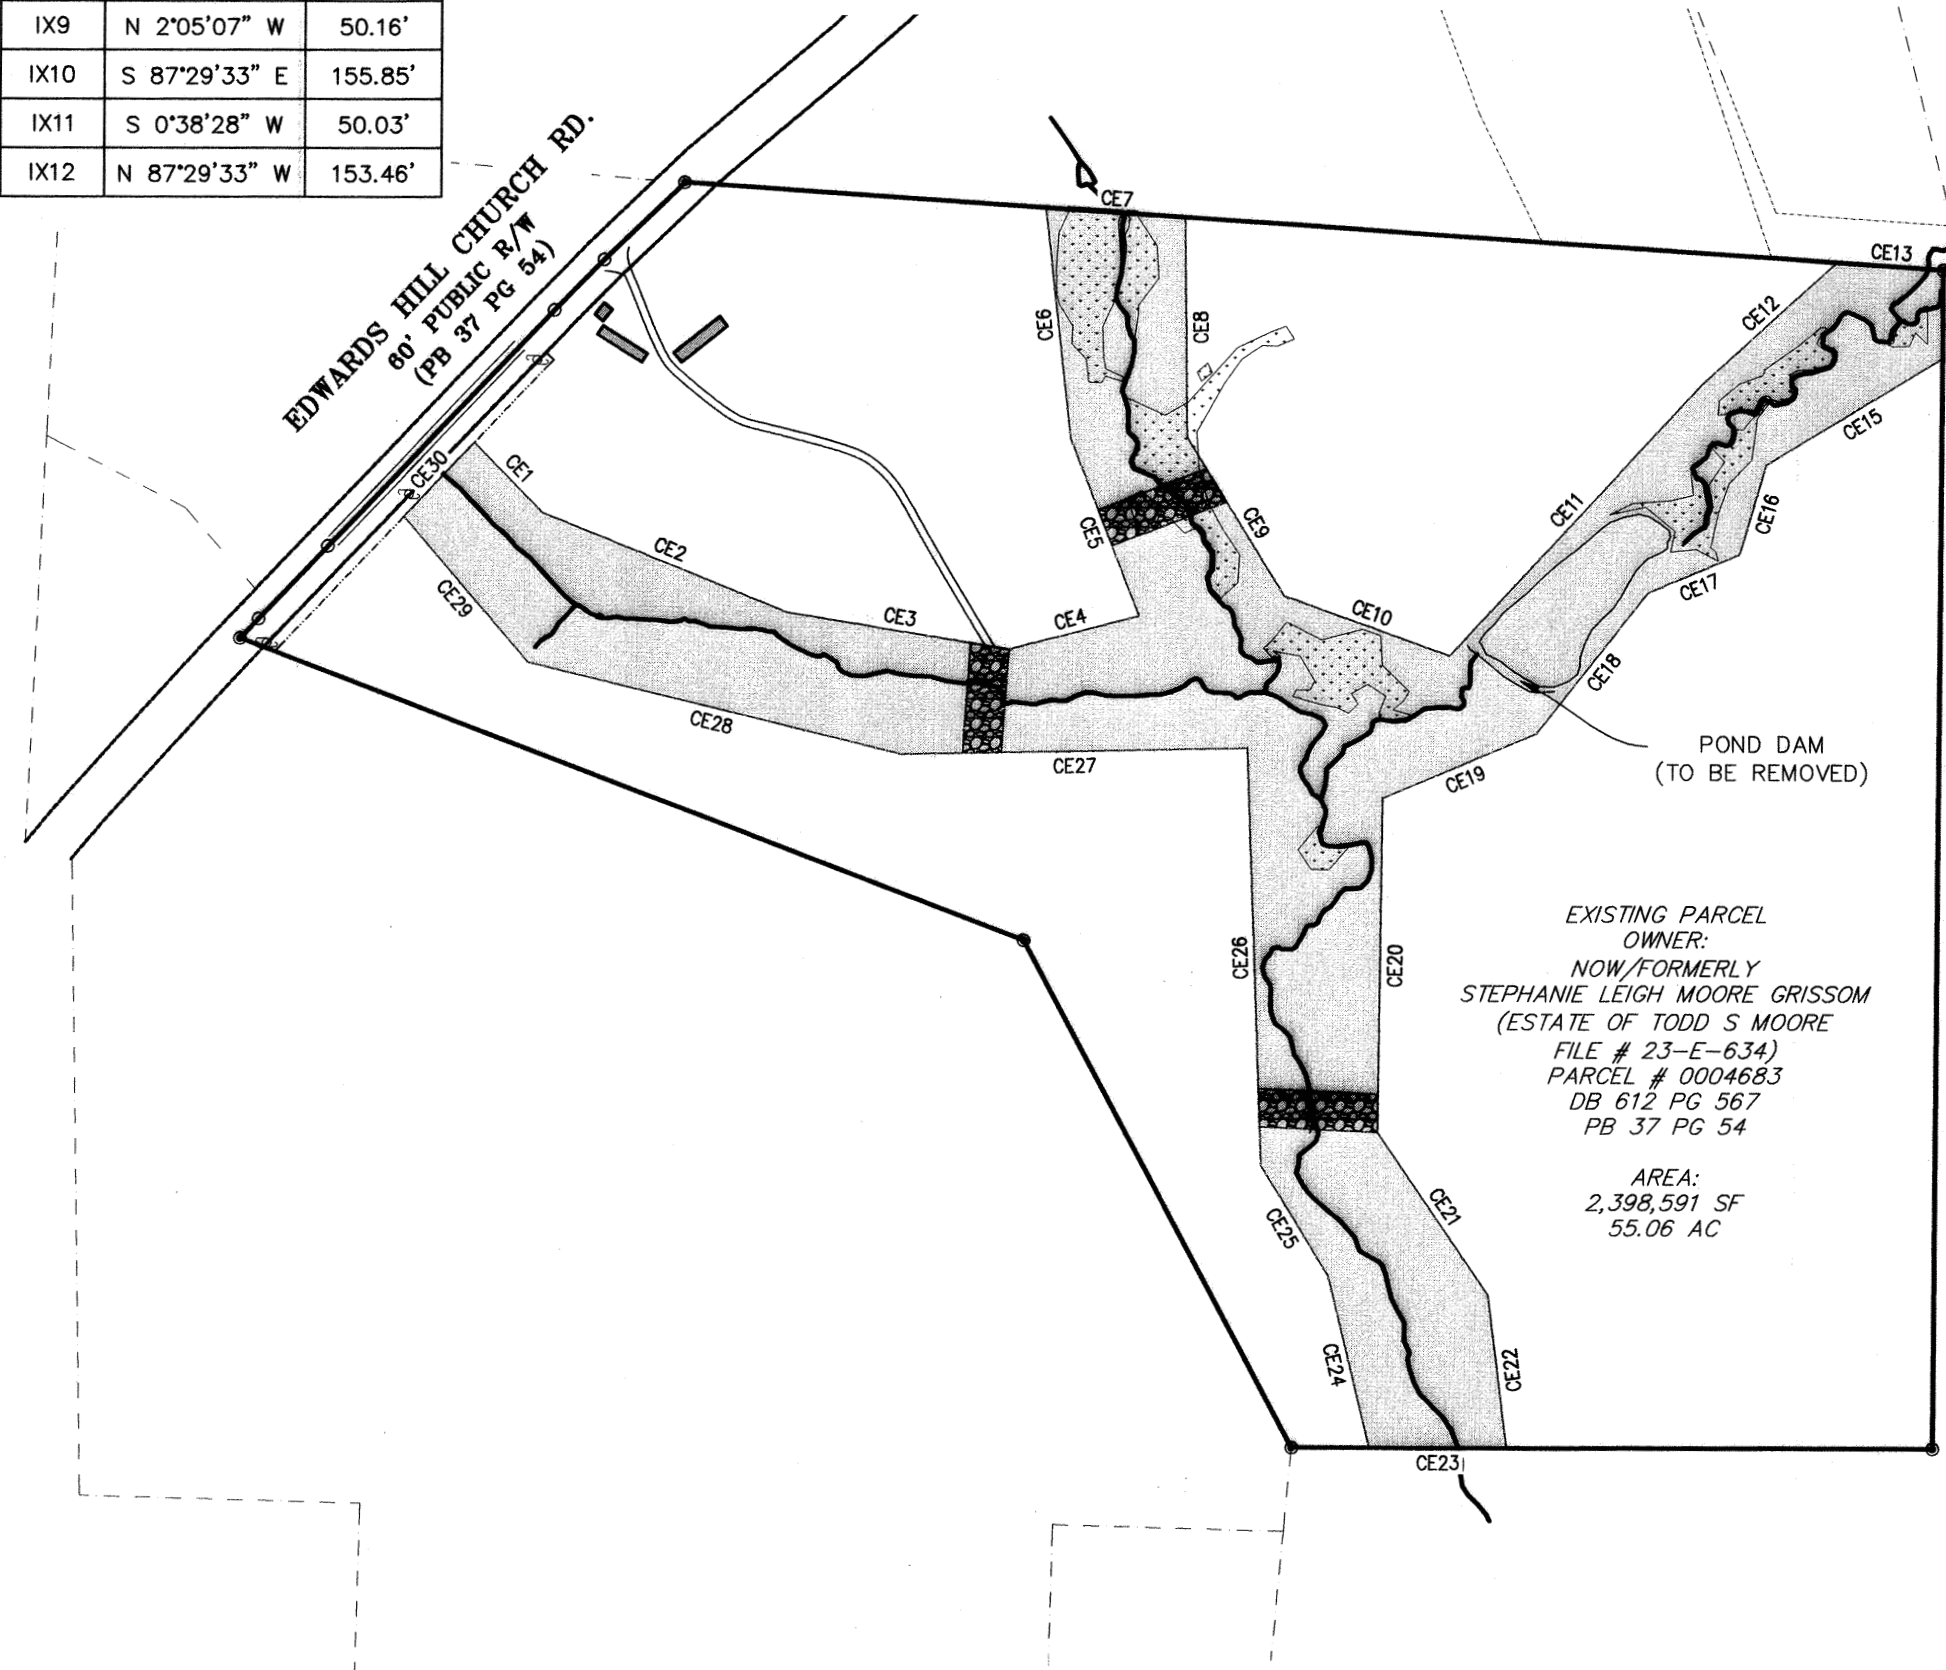 IX9 N 2°05'07" W 50.16'
IX10 S 87°29'33" E 155.85'
IX11 S 0°38'28" W 50.03'
IX12 N 87°29'33" W 153.46'
EDWARDS HILL CHURCH RD.
60' PUBLIC R/W
(PB 37 PG 54)
CE7
CE13
CE12
CE6
CE8
CE15
CE30
CE1
CE11
CE16
CE5
CE9
CE2
CE29
CE17
CE3
CE4
CE10
CE18
CE28
CE27
CE19
POND DAM
(TO BE REMOVED)
CE26
CE20
EXISTING PARCEL
OWNER:
NOW/FORMERLY
STEPHANIE LEIGH MOORE GRISSOM
(ESTATE OF TODD S MOORE
FILE # 23-E-634)
PARCEL # 0004683
DB 612 PG 567
PB 37 PG 54
AREA:
2,398,591 SF
55.06 AC
CE21
CE25
CE24
CE22
CE23